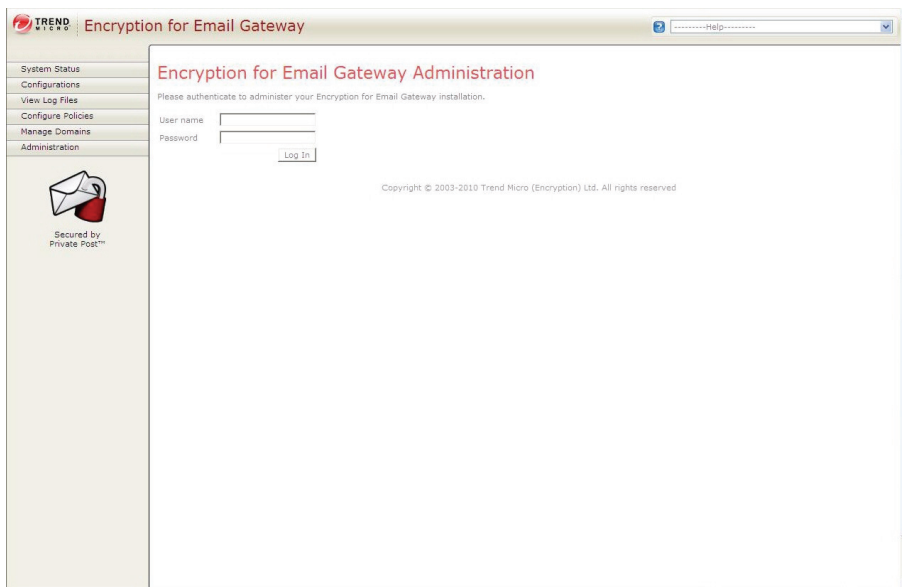 TREND MICRO
Encryption for Email Gateway
---------Help---------
System Status
Configurations
View Log Files
Configure Policies
Manage Domains
Administration
Secured by
Private Post™
Encryption for Email Gateway Administration
Please authenticate to administer your Encryption for Email Gateway installation.
User name
Password
Log In
Copyright © 2003-2010 Trend Micro (Encryption) Ltd. All rights reserved